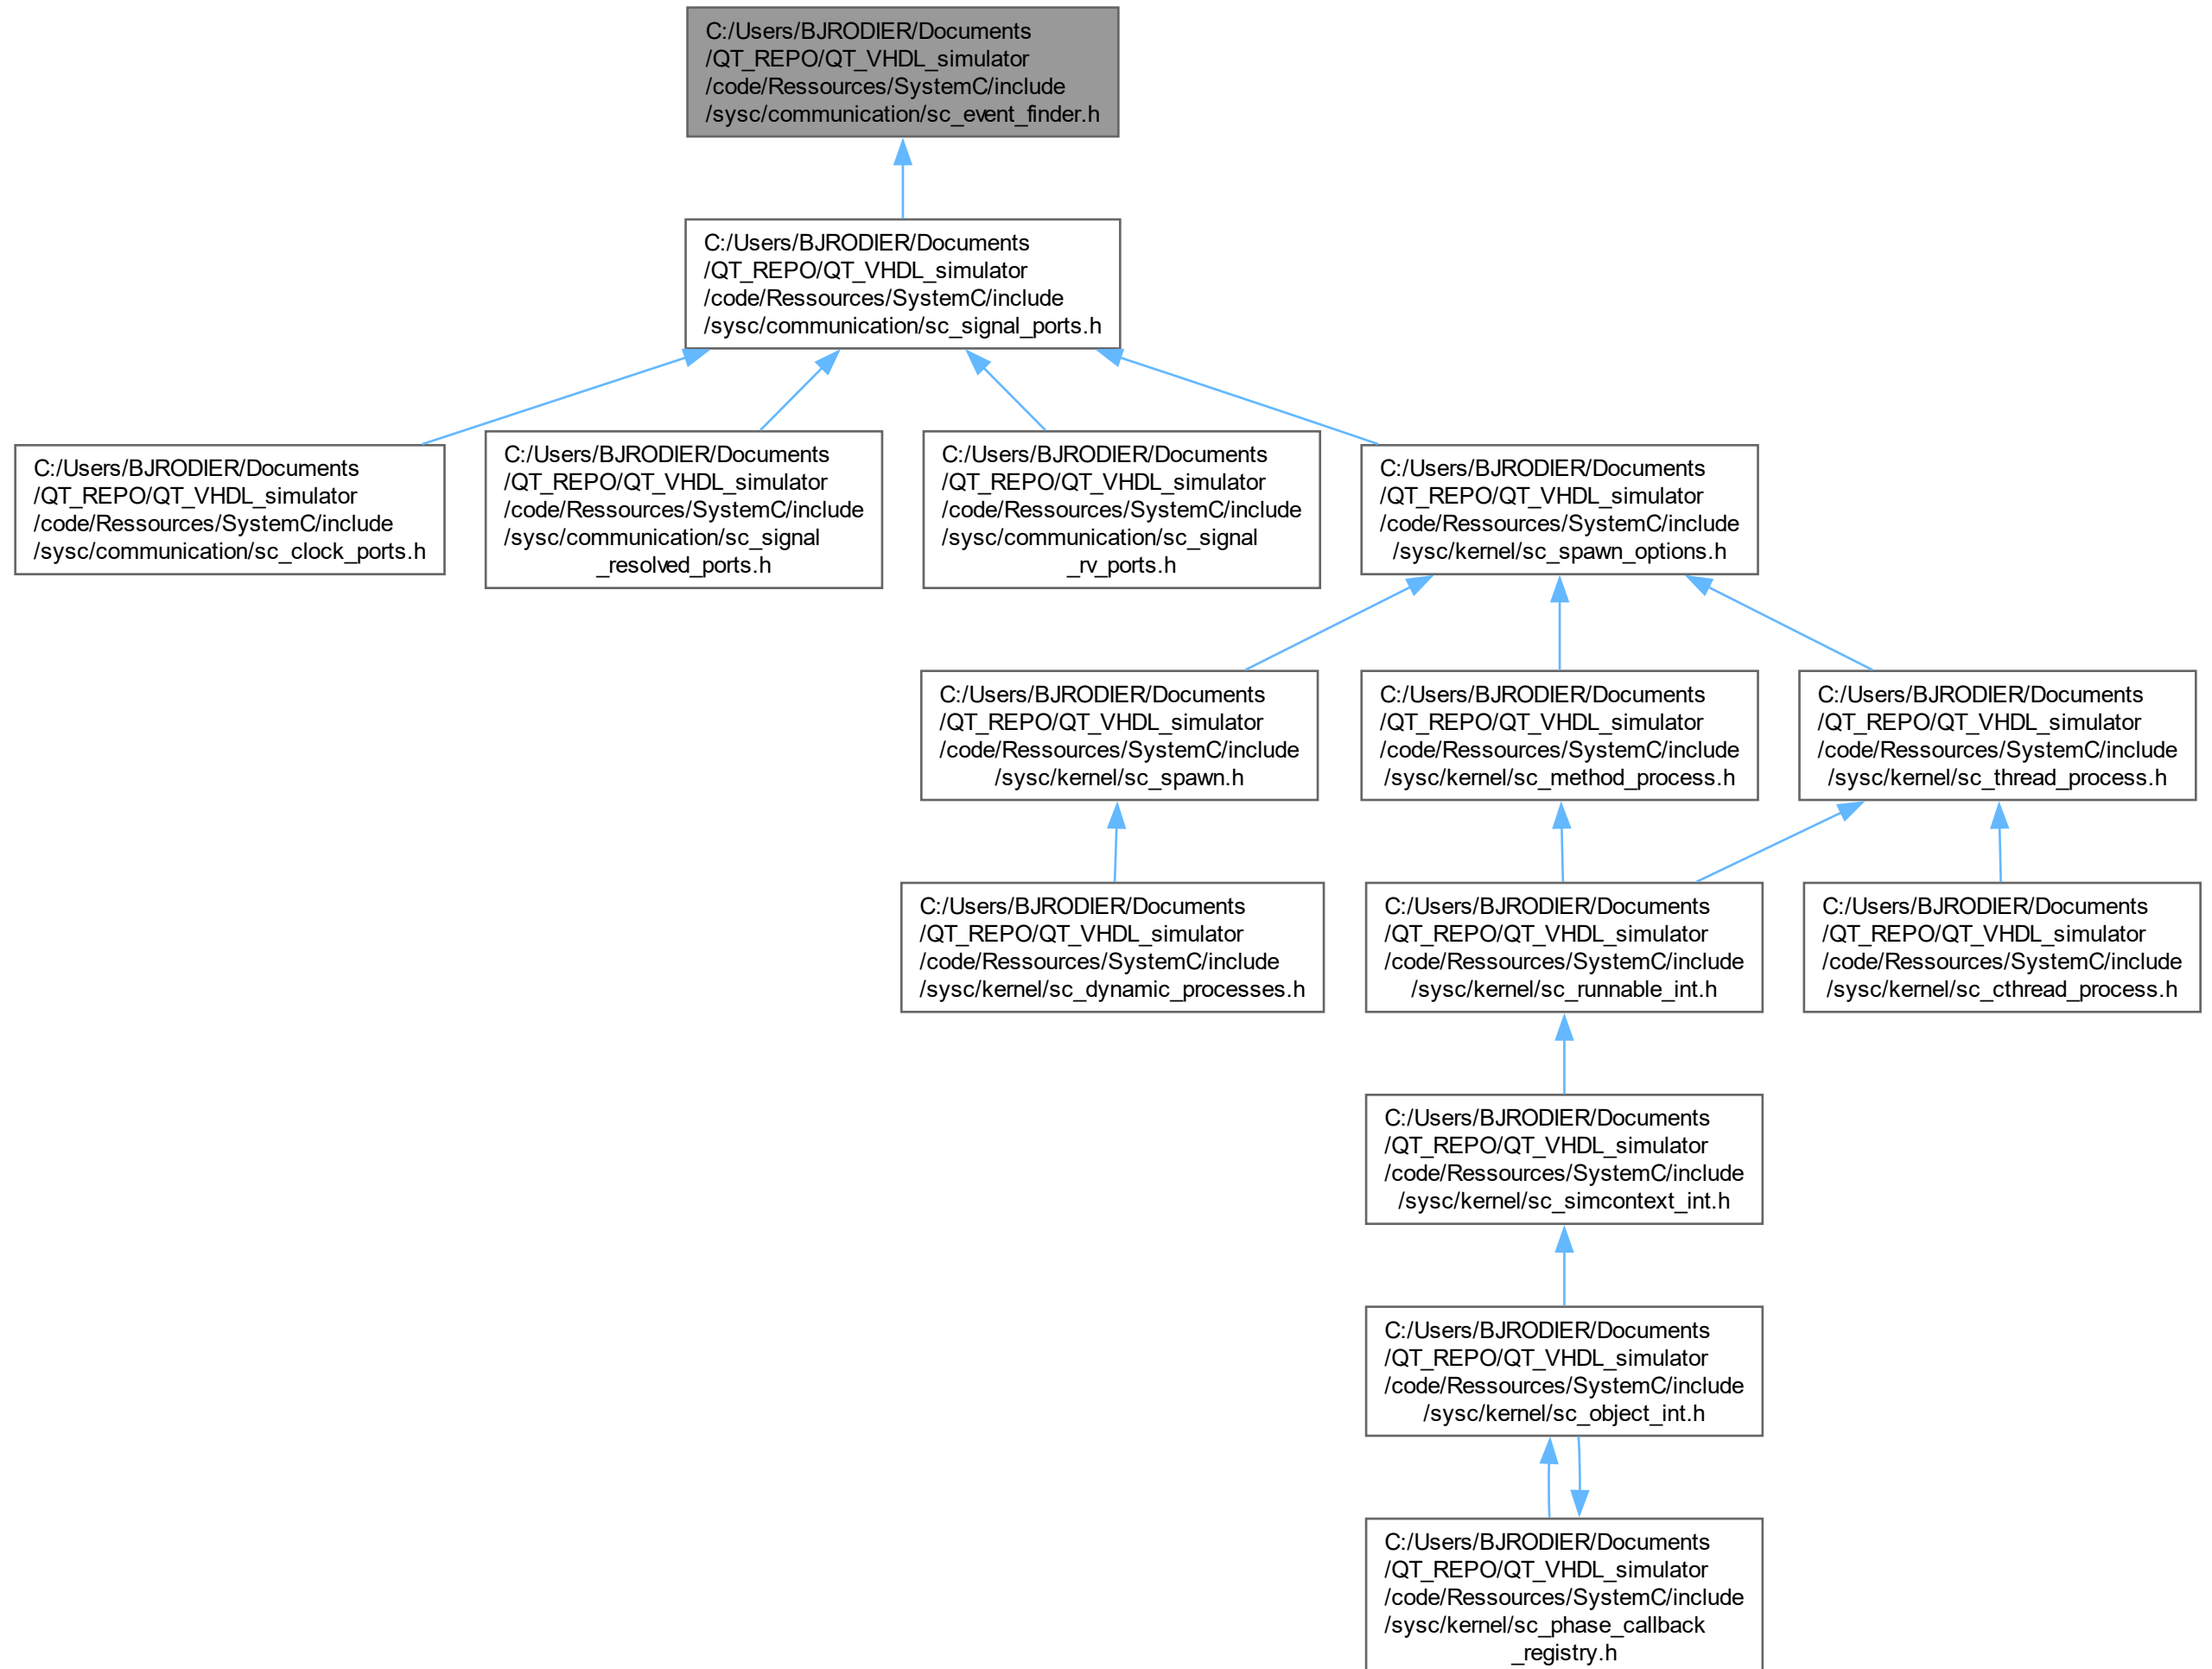 C:/Users/BJRODIER/Documents
/QT_REPO/QT_VHDL_simulator
/code/Ressources/SystemC/include
/sysc/communication/sc_event_finder.h
C:/Users/BJRODIER/Documents
/QT_REPO/QT_VHDL_simulator
/code/Ressources/SystemC/include
/sysc/communication/sc_signal_ports.h
C:/Users/BJRODIER/Documents
/QT_REPO/QT_VHDL_simulator
/code/Ressources/SystemC/include
/sysc/communication/sc_clock_ports.h
C:/Users/BJRODIER/Documents
/QT_REPO/QT_VHDL_simulator
/code/Ressources/SystemC/include
/sysc/communication/sc_signal
_resolved_ports.h
C:/Users/BJRODIER/Documents
/QT_REPO/QT_VHDL_simulator
/code/Ressources/SystemC/include
/sysc/communication/sc_signal
_rv_ports.h
C:/Users/BJRODIER/Documents
/QT_REPO/QT_VHDL_simulator
/code/Ressources/SystemC/include
/sysc/kernel/sc_spawn_options.h
C:/Users/BJRODIER/Documents
/QT_REPO/QT_VHDL_simulator
/code/Ressources/SystemC/include
/sysc/kernel/sc_spawn.h
C:/Users/BJRODIER/Documents
/QT_REPO/QT_VHDL_simulator
/code/Ressources/SystemC/include
/sysc/kernel/sc_method_process.h
C:/Users/BJRODIER/Documents
/QT_REPO/QT_VHDL_simulator
/code/Ressources/SystemC/include
/sysc/kernel/sc_thread_process.h
C:/Users/BJRODIER/Documents
/QT_REPO/QT_VHDL_simulator
/code/Ressources/SystemC/include
/sysc/kernel/sc_dynamic_processes.h
C:/Users/BJRODIER/Documents
/QT_REPO/QT_VHDL_simulator
/code/Ressources/SystemC/include
/sysc/kernel/sc_runnable_int.h
C:/Users/BJRODIER/Documents
/QT_REPO/QT_VHDL_simulator
/code/Ressources/SystemC/include
/sysc/kernel/sc_cthread_process.h
C:/Users/BJRODIER/Documents
/QT_REPO/QT_VHDL_simulator
/code/Ressources/SystemC/include
/sysc/kernel/sc_simcontext_int.h
C:/Users/BJRODIER/Documents
/QT_REPO/QT_VHDL_simulator
/code/Ressources/SystemC/include
/sysc/kernel/sc_object_int.h
C:/Users/BJRODIER/Documents
/QT_REPO/QT_VHDL_simulator
/code/Ressources/SystemC/include
/sysc/kernel/sc_phase_callback
_registry.h